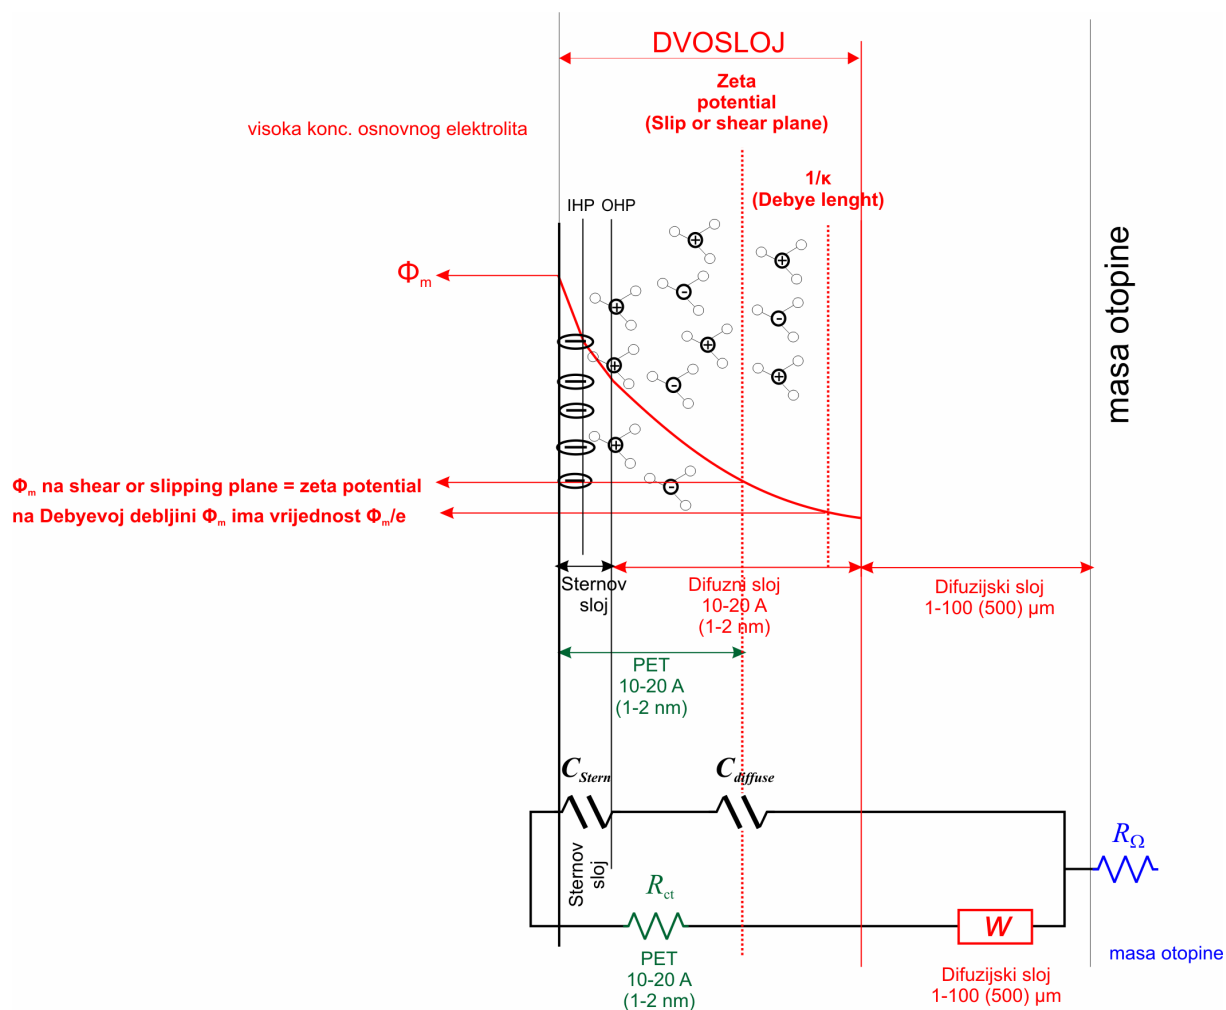 DVOSLOJ
Zeta
potential
(Slip or shear plane)
visoka konc. osnovnog elektrolita
1/κ
(Debye lenght)
IHP OHP
Φm
masa otopine
Φm na shear or slipping plane = zeta potential
na Debyevoj debljini Φm ima vrijednost Φm/e
Sternov
sloj
Difuzni sloj
10-20 A
(1-2 nm)
Difuzijski sloj
1-100 (500) µm
PET
10-20 A
(1-2 nm)
CStern
Cdiffuse
RΩ
Sternov
sloj
Rct
W
PET
10-20 A
(1-2 nm)
Difuzijski sloj
1-100 (500) µm
masa otopine